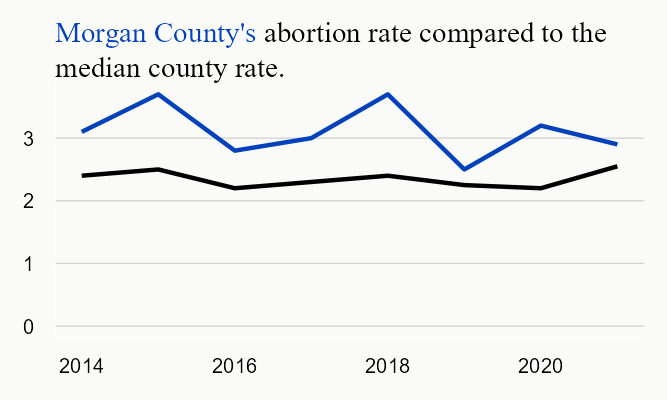 Morgan County's abortion rate compared to the
median county rate.
3
2
1
0
2014 2016 2018 2020